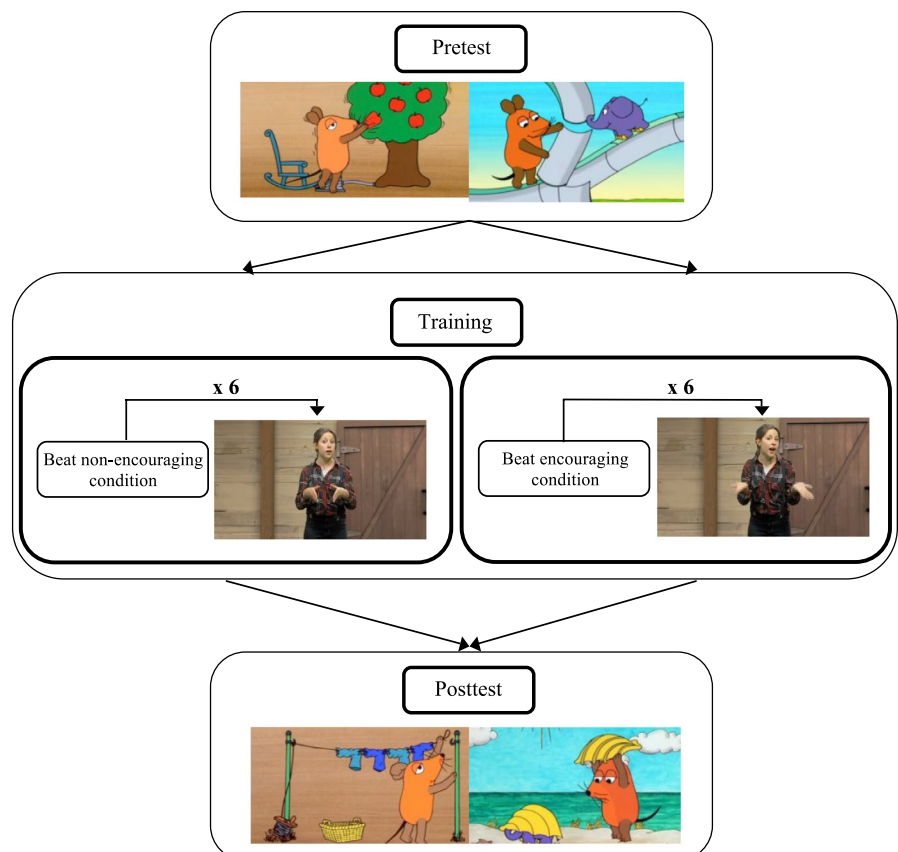 Pretest
Training
x 6
Beat non-encouraging
condition
x 6
Beat encouraging
condition
Posttest